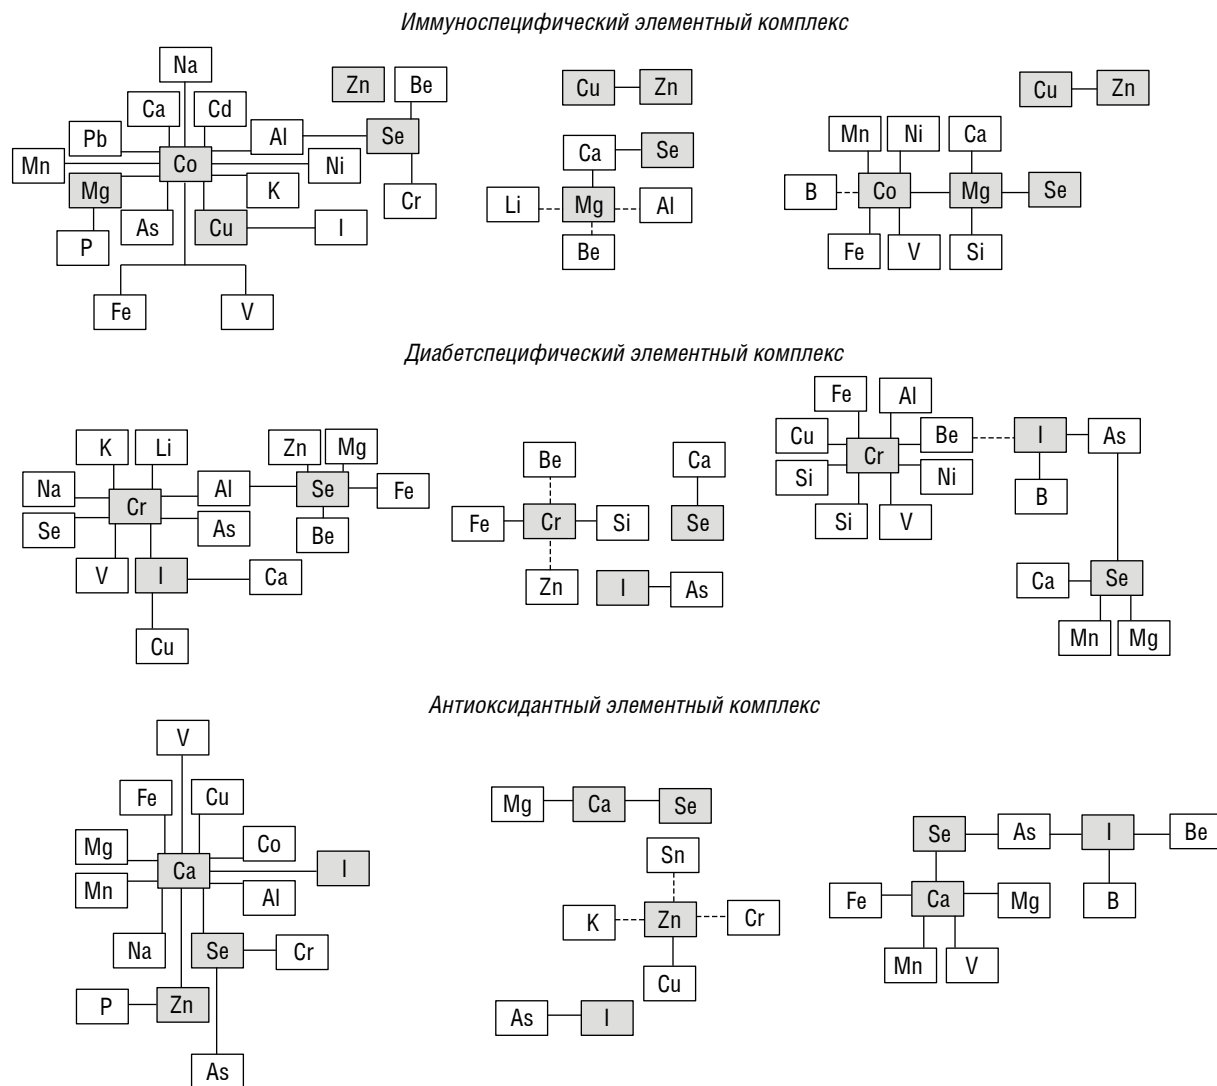 Иммуноспецифический элементный комплекс
Na
Zn
Be
Cu
Zn
Cu
Zn
Ca
Cd
Pb
Al
Se
Mn
Co
Ni
Mg
K
Cr
As
Cu
I
P
Fe
V
Ca
Se
Li
Mg
Al
Be
Mn
Ni
Ca
B
Co
Mg
Se
Fe
V
Si
Диабетспецифический элементный комплекс
K
Li
Zn
Mg
Na
Cr
Al
Se
Fe
Se
As
Be
V
I
Ca
Cu
Be
Ca
Fe
Cr
Si
Se
Zn
I
As
Fe
Al
Cu
Be
I
As
Cr
Si
Ni
B
Si
V
Ca
Se
Mn
Mg
Антиоксидантный элементный комплекс
V
Fe
Cu
Mg
Co
Ca
I
Mn
Al
Na
Se
Cr
P
Zn
As
Mg
Ca
Se
Sn
K
Zn
Cr
Cu
As
I
Se
As
I
Be
Fe
Ca
Mg
B
Mn
V